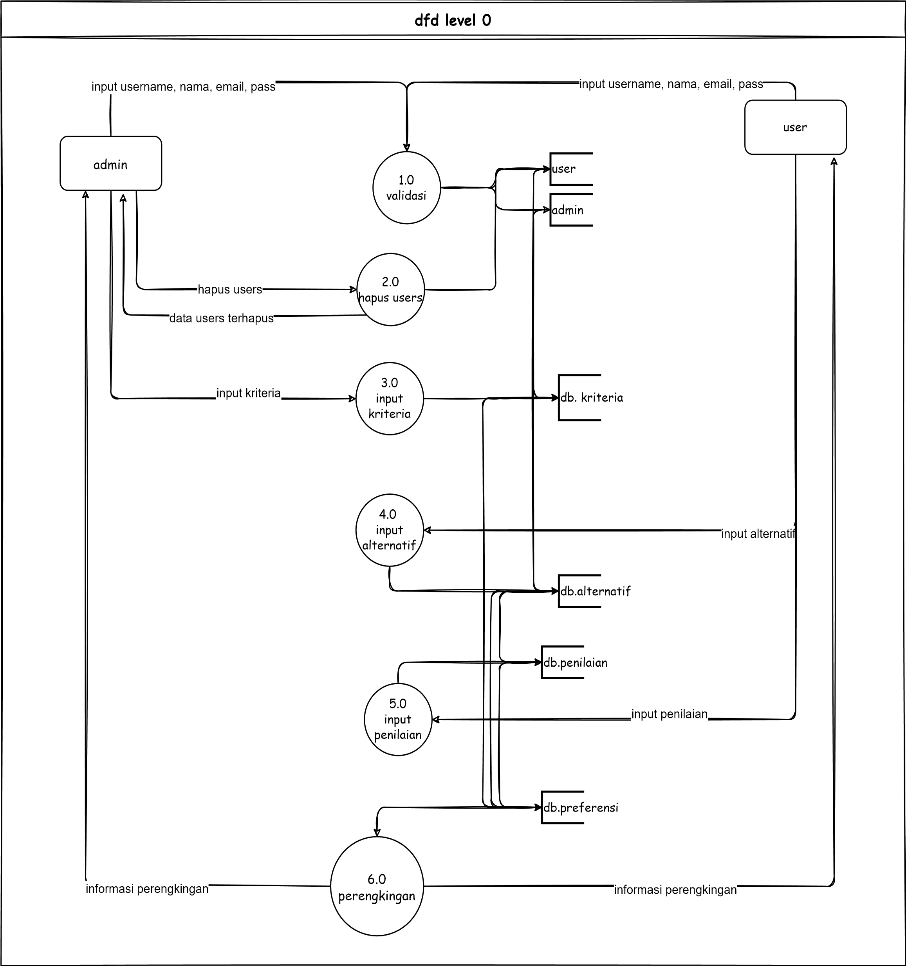 dfd level 0
input username, nama, email, pass
input username, nama, email, pass
user
admin
1.0
validasi
user
admin
2.0
hapus users
hapus users
data users terhapus
3.0
input
kriteria
input kriteria
db. kriteria
4.0
input
alternatif
input alternatif
db.alternatif
db.penilaian
5.0
input
penilaian
input penilaian
db.preferensi
6.0
perengkingan
informasi perengkingan
informasi perengkingan